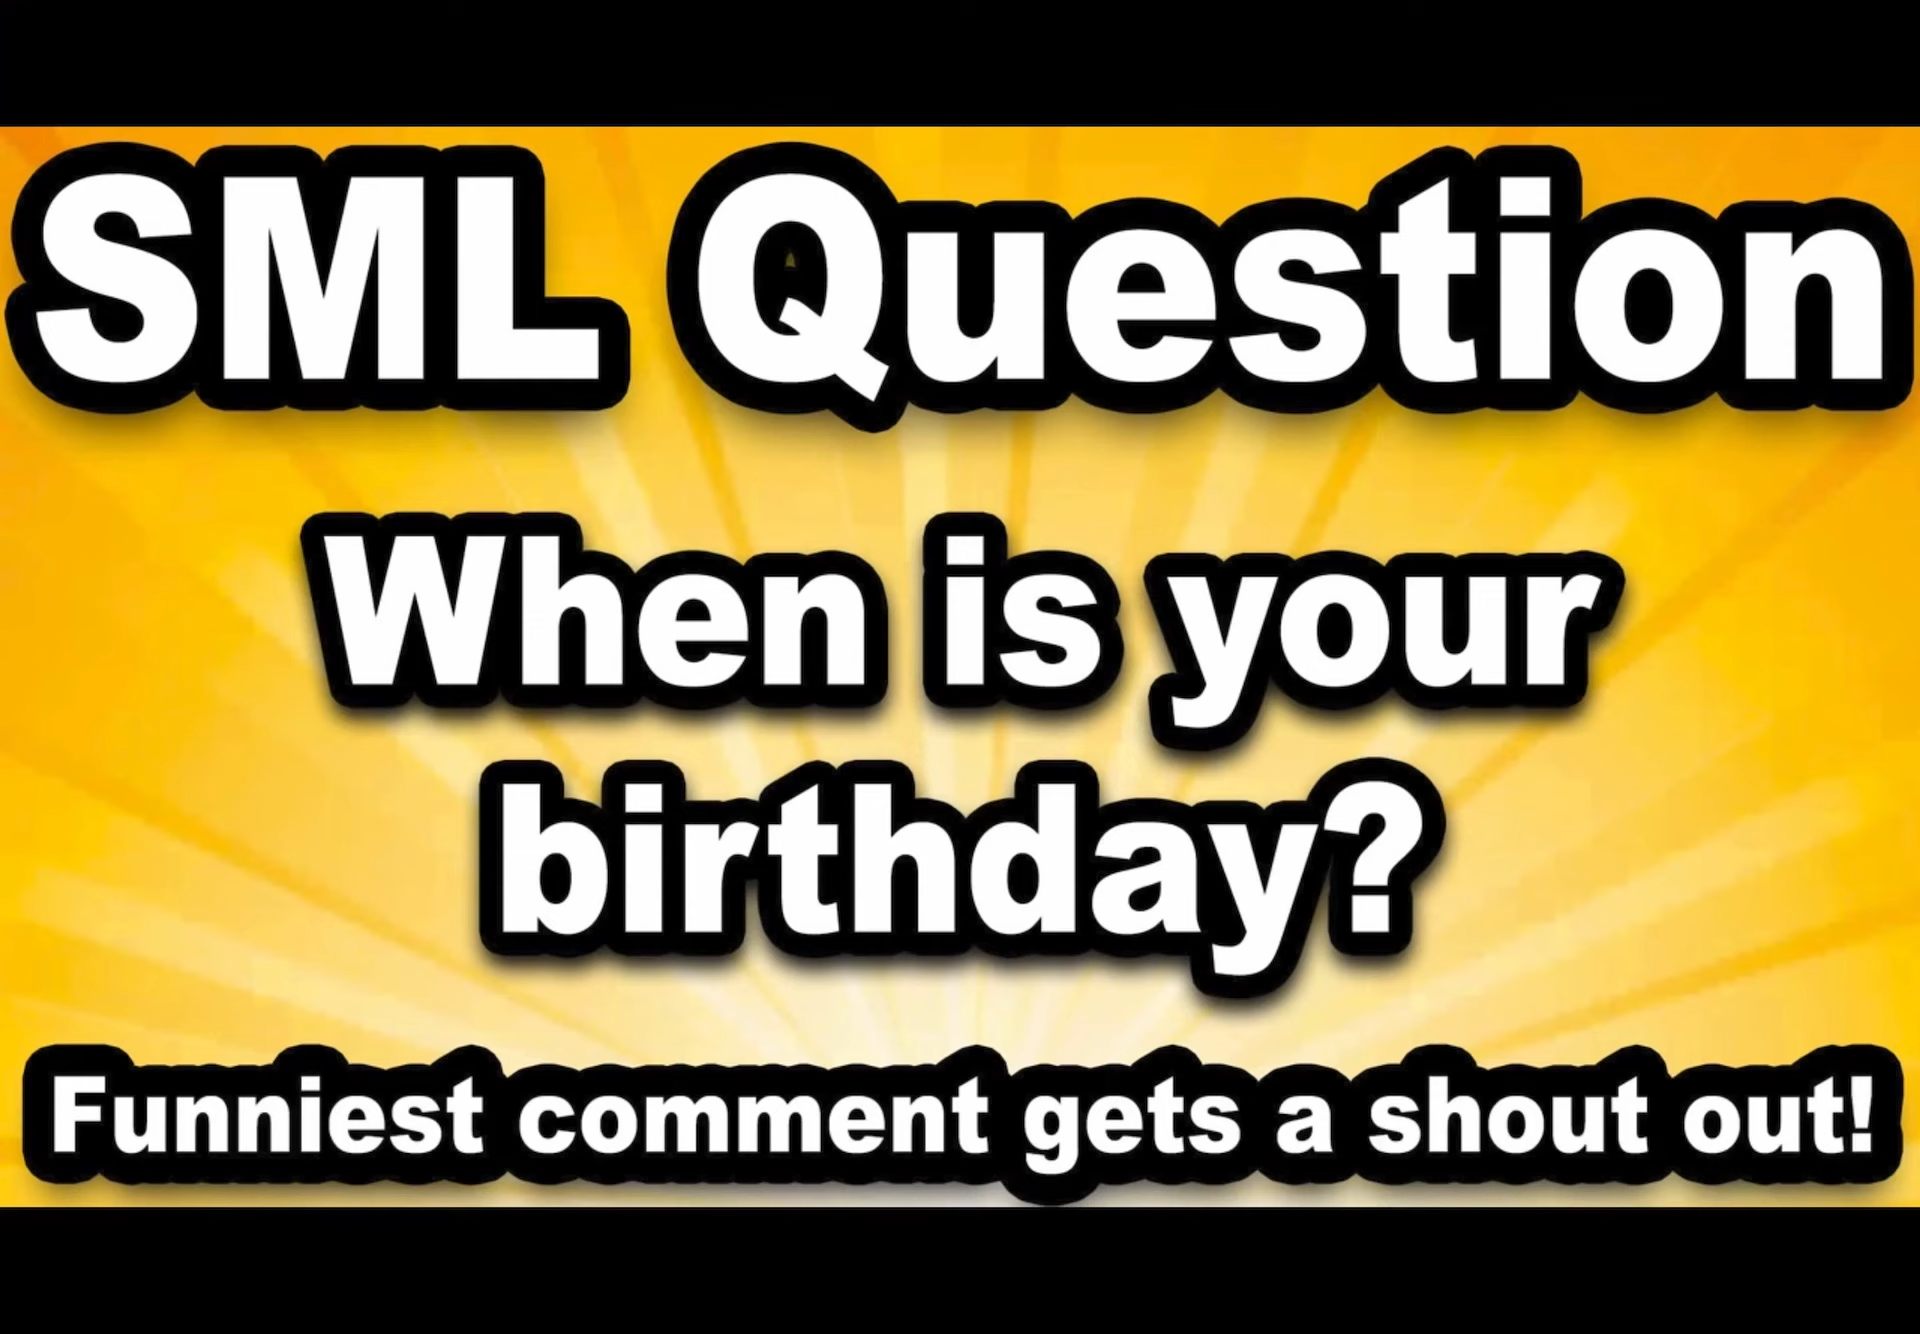 SML Question
When is your
birthday?
Funniest comment gets a shout out!